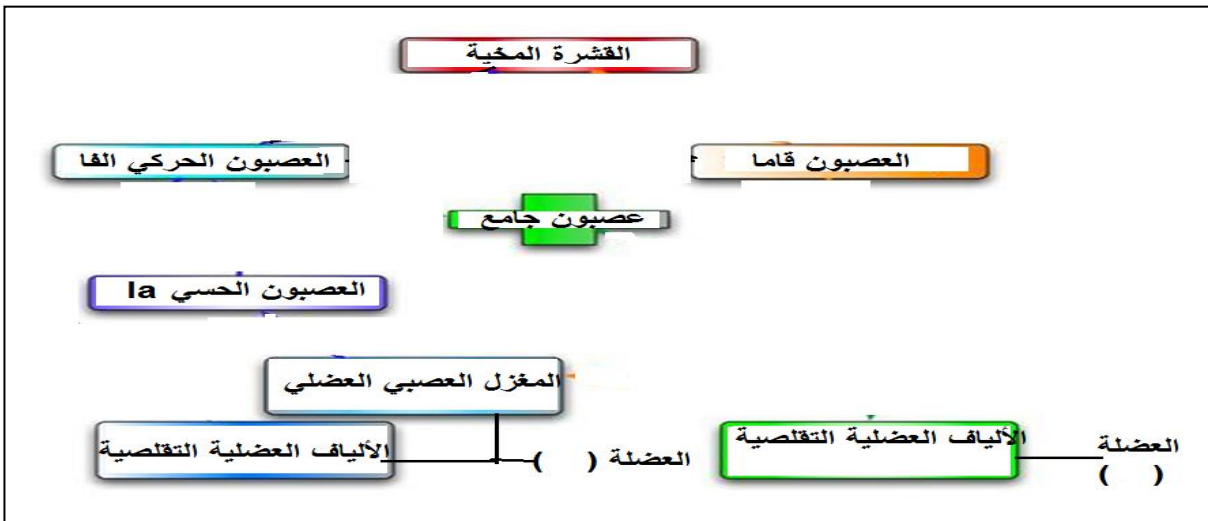 القشرة المخية
العصبون قاما
العصبون الحركي الفا
عصبون جامع
العصبون الحسي Ia
المغزل العصبي العضلي
الألياف العضلية التقلصية
العضلة
(    )
العضلة (    )
الألياف العضلية التقلصية